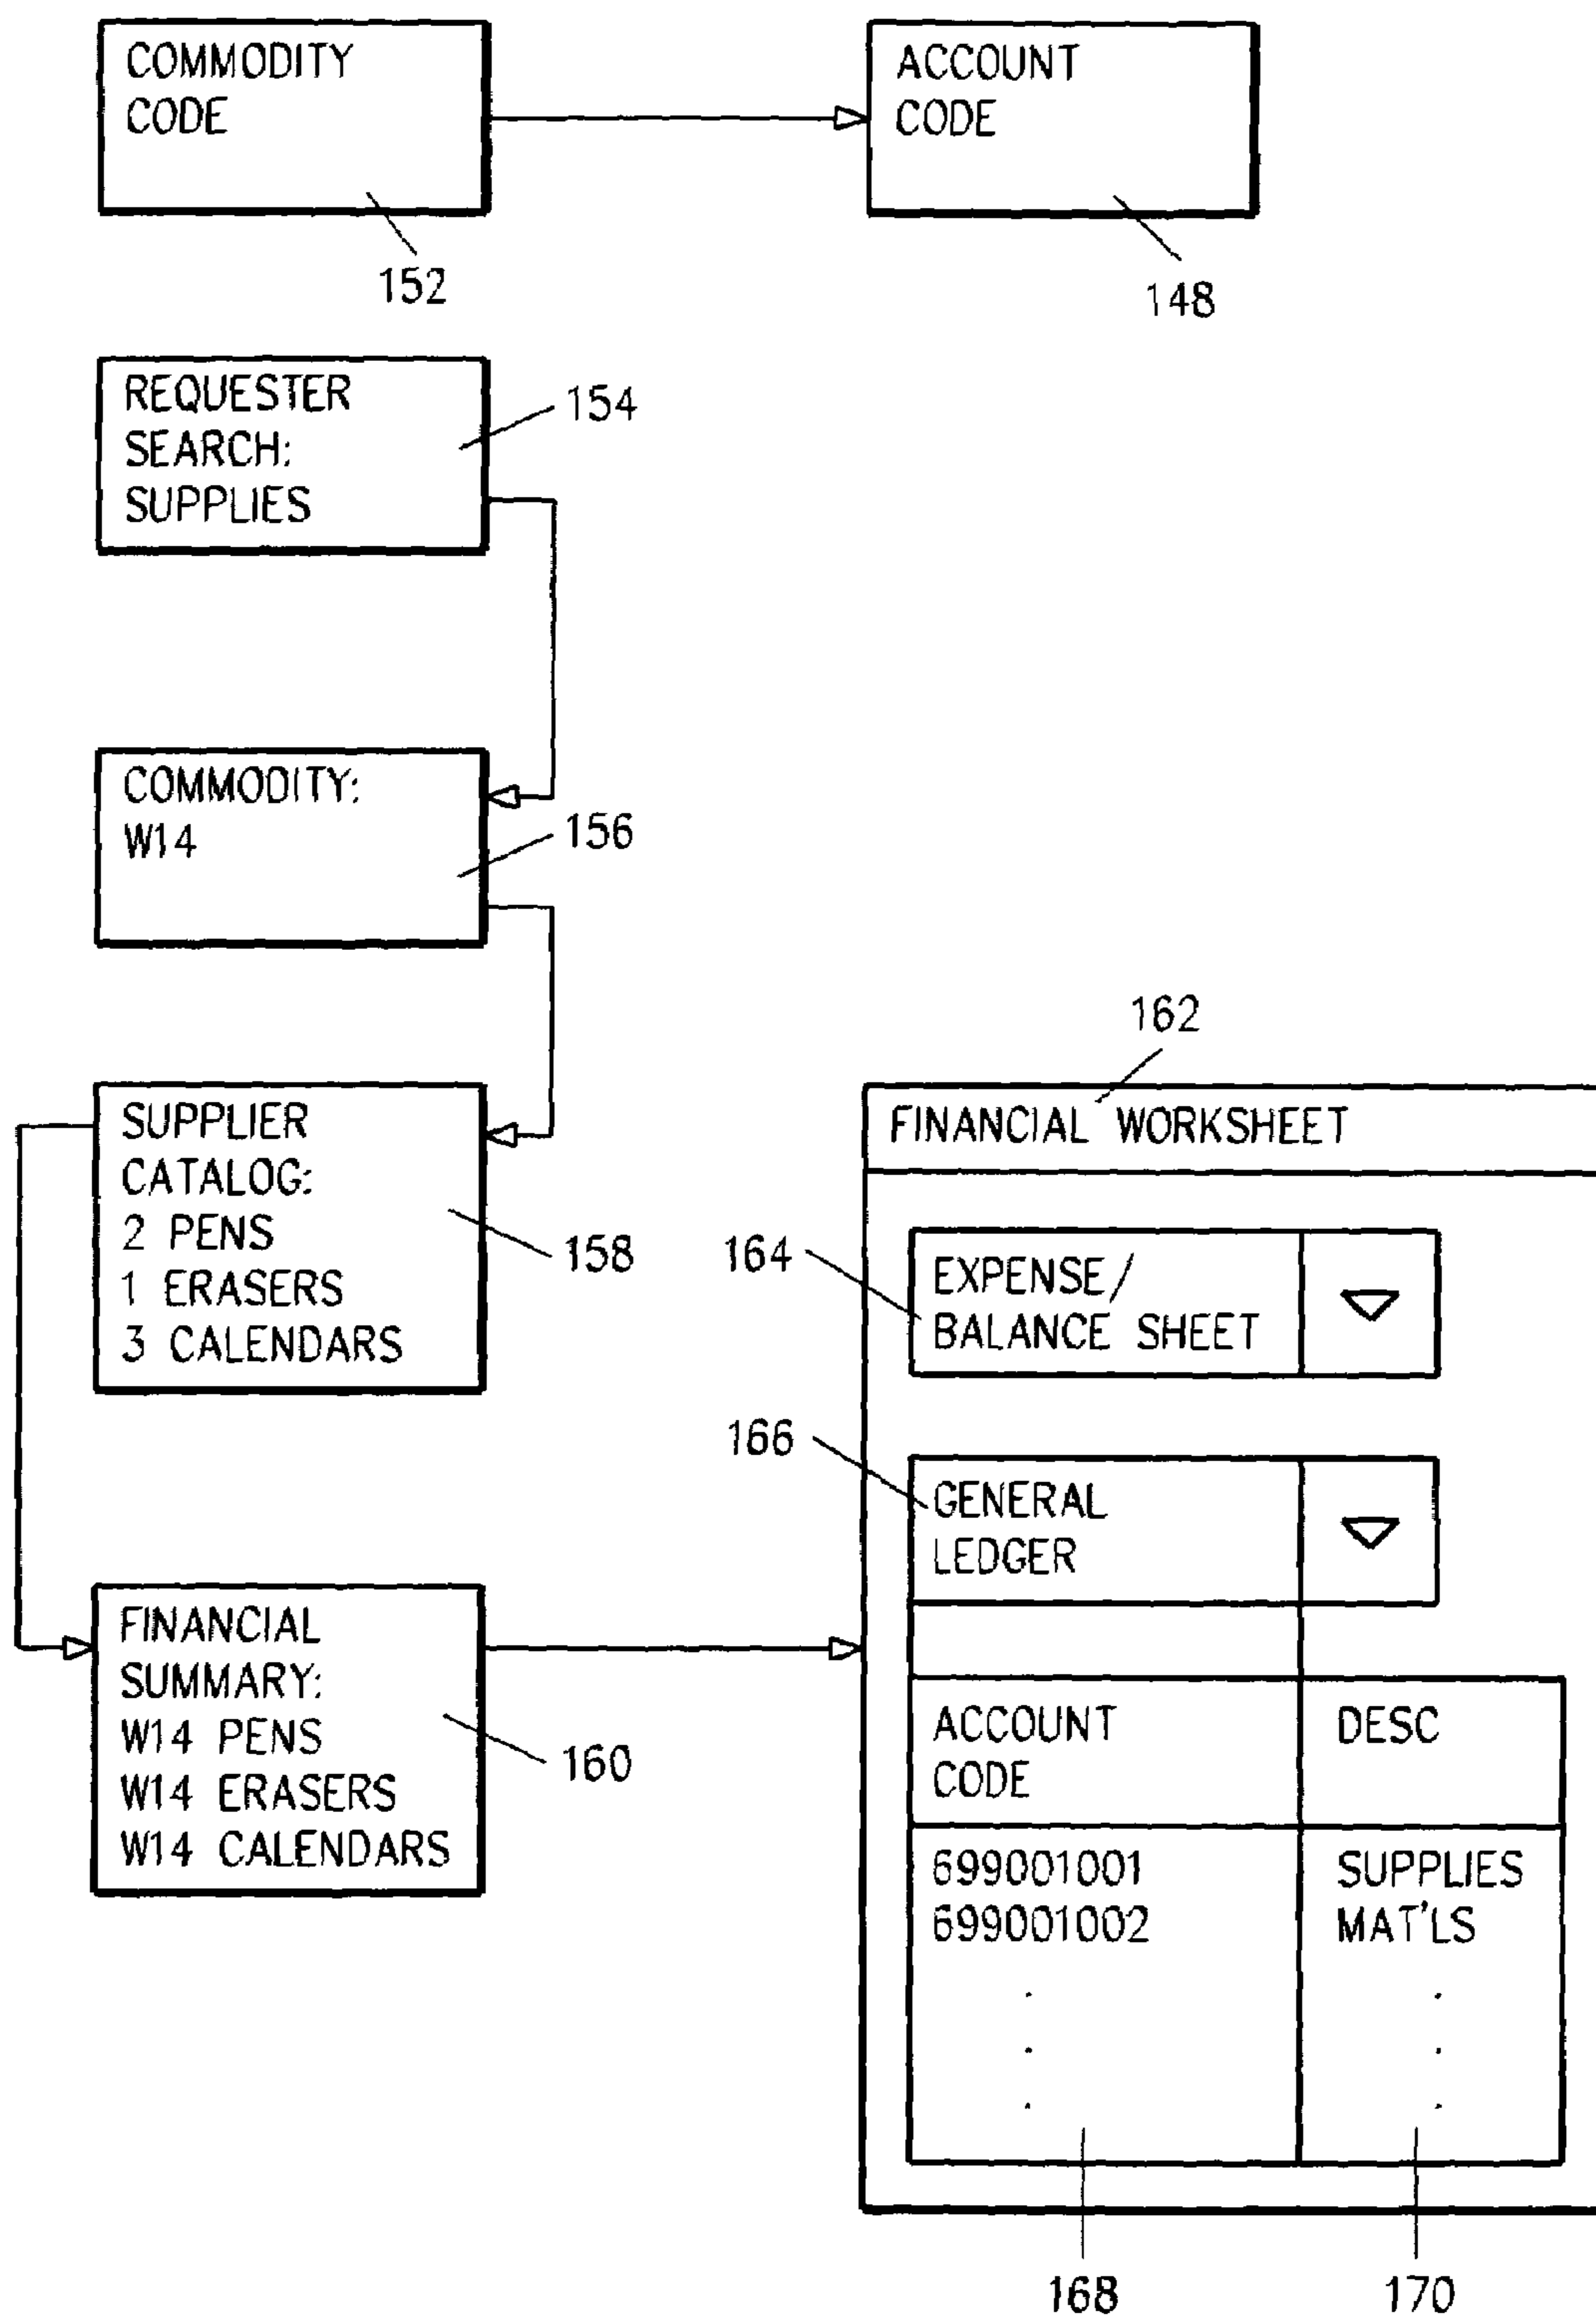 COMMODITY
CODE
152
ACCOUNT
CODE
148
REQUESTER
SEARCH:
SUPPLIES
154
COMMODITY:
W14
156
SUPPLIER
CATALOG:
2 PENS
1 ERASERS
3 CALENDARS
158
FINANCIAL
SUMMARY:
W14 PENS
W14 ERASERS
W14 CALENDARS
160
162
FINANCIAL WORKSHEET
164
EXPENSE/
BALANCE SHEET
166
GENERAL
LEDGER
ACCOUNT
CODE
DESC
699001001 SUPPLIES
699001002 MAT'LS
168
170